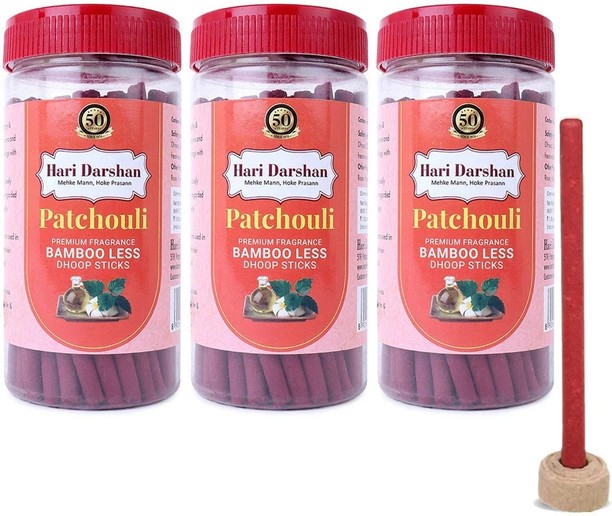 50
Hari Darshan
Mehke Mann, Hoke Prasann
Patchouli
PREMIUM FRAGRANCE
BAMBOO LESS
DHOOP STICKS
50
Hari Darshan
Mehke Mann, Hoke Prasann
Patchouli
PREMIUM FRAGRANCE
BAMBOO LESS
DHOOP STICKS
50
Hari Darshan
Mehke Mann, Hoke Prasann
Patchouli
PREMIUM FRAGRANCE
BAMBOO LESS
DHOOP STICKS